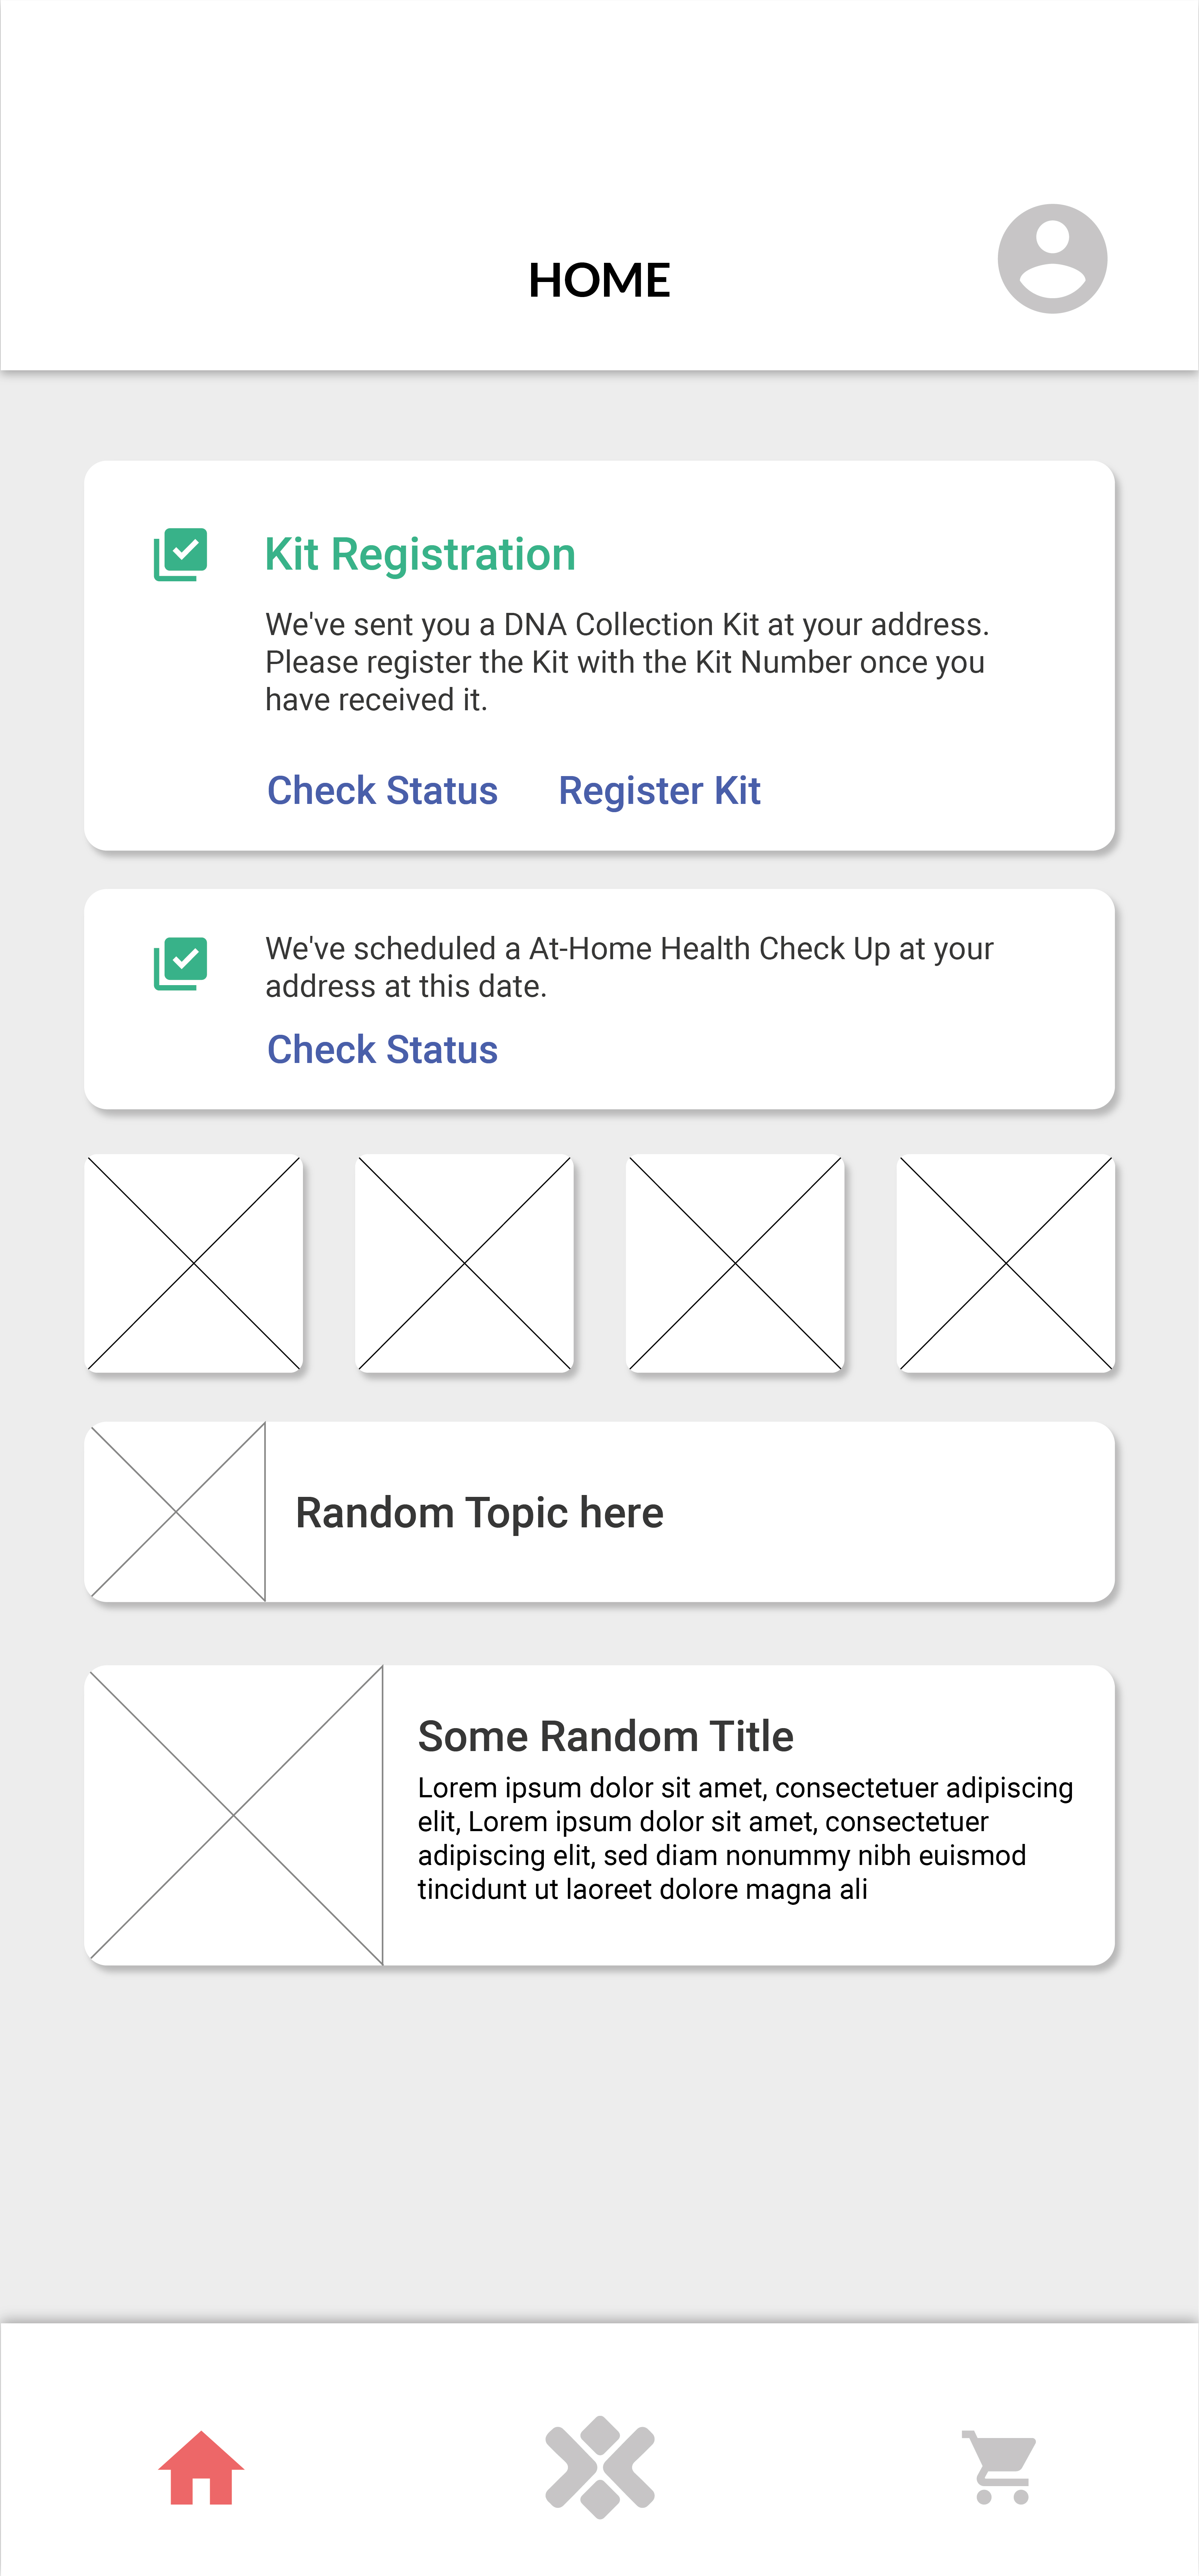 HOME
Kit Registration
We've sent you a DNA Collection Kit at your address.
Please register the Kit with the Kit Number once you
have received it.
Check Status Register Kit
We've scheduled a At-Home Health Check Up at your
address at this date.
Check Status
Random Topic here
Some Random Title
Lorem ipsum dolor sit amet, consectetuer adipiscing
elit, Lorem ipsum dolor sit amet, consectetuer
adipiscing elit, sed diam nonummy nibh euismod
tincidunt ut laoreet dolore magna ali